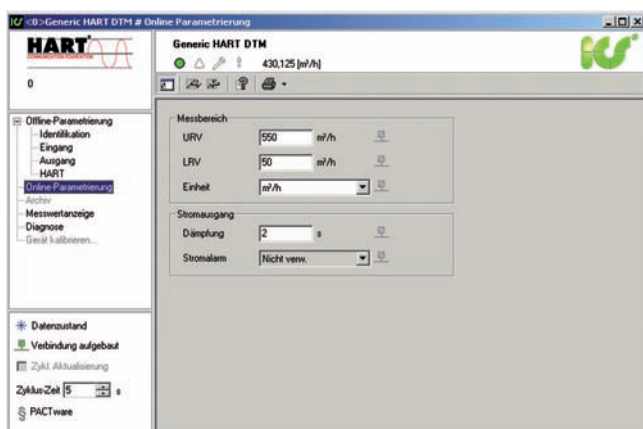 <0>Generic HART DTM # Online Parametrierung
HART
COMMUNICATION FOUNDATION
0
Generic HART DTM
430,125 [m³/h]
ICS
Offline-Parametrierung
Identifikation
Eingang
Ausgang
HART
Online-Parametrierung
Archiv
Messwertanzeige
Diagnose
Gerät kalibrieren...
Messbereich
URV 550 m³/h
LRV 50 m³/h
Einheit m³/h
Stromausgang
Dämpfung 2 s
Stromalarm Nicht verw.
Datenzustand
Verbindung aufgebaut
Zykl. Aktualisierung
Zyklus-Zeit 5 s
§ PACTware